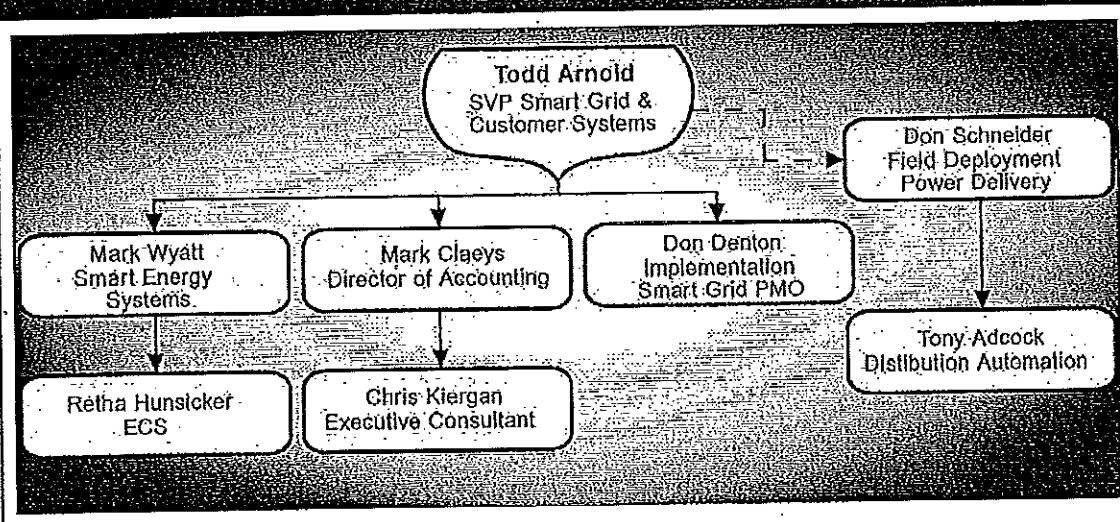 Todd Arnold
SVP Smart Grid &
Customer Systems
Don Schneider
Field Deployment
Power Delivery
Mark Wyatt
Smart Energy
Systems
Mark Claeys
Director of Accounting
Don Denton
Implementation
Smart Grid PMO
Tony Adcock
Distibution Automation
Retha Hunsicker
ECS
Chris Kiergan
Executive Consultant